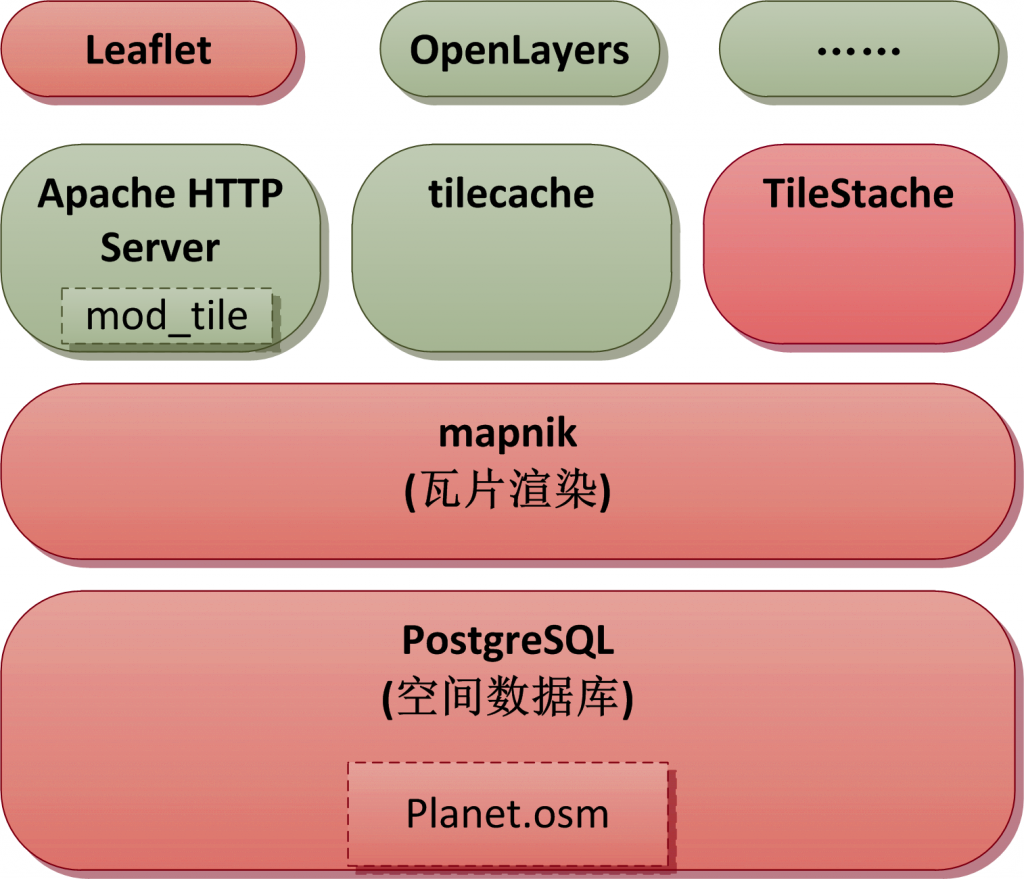 Leaflet
OpenLayers
……
Apache HTTP
Server
mod_tile
tilecache
TileStache
mapnik
(瓦片渲染)
PostgreSQL
(空间数据库)
Planet.osm